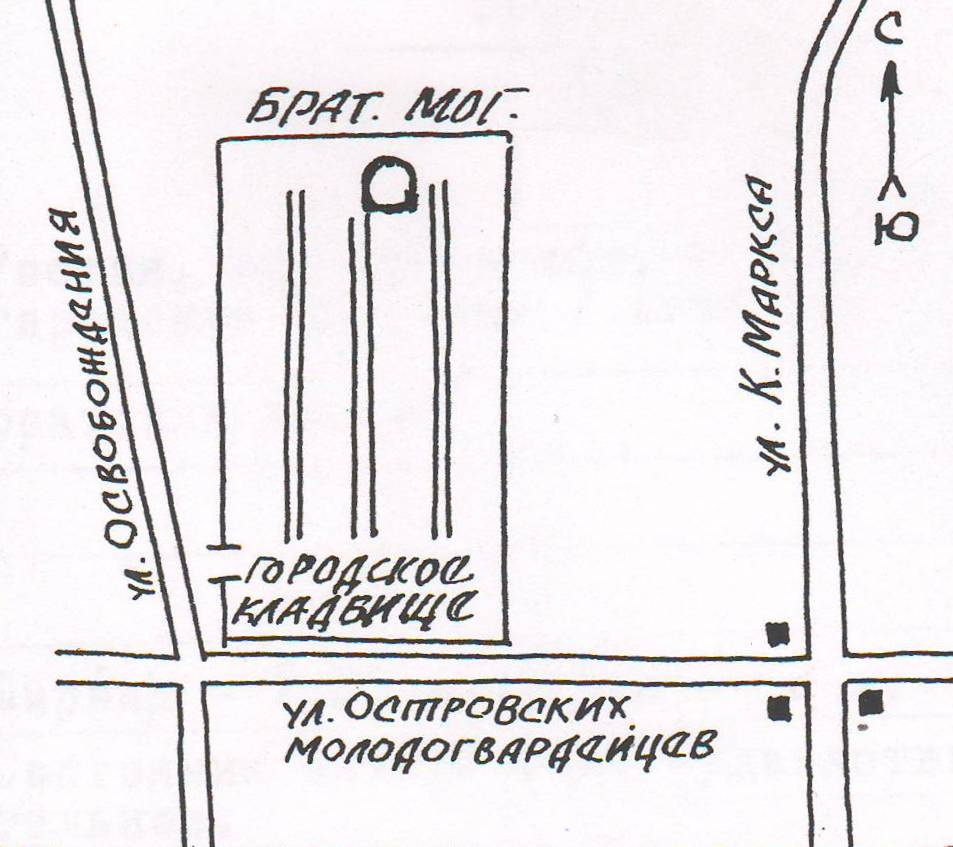 С
БРАТ. МОГ.
Ю
ул. ОСВОБОЖДЕНИЯ
ул. К. МАРКСА
ГОРОДСКОЕ
КЛАДБИЩЕ
ул. ОСТРОВСКИХ
МОЛОДОГВАРДЕЙЦЕВ